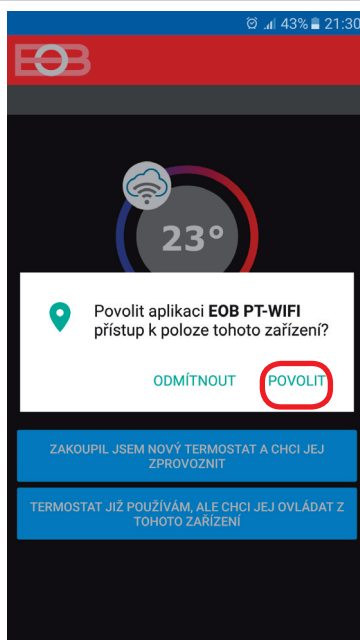 43% 21:30
EOB
23°
Povolit aplikaci EOB PT-WIFI
přístup k poloze tohoto zařízení?
ODMÍTNOUT POVOLIT
ZAKOUPIL JSEM NOVÝ TERMOSTAT A CHCI JEJ
ZPROVOZNIT
TERMOSTAT JIŽ POUŽÍVÁM, ALE CHCI JEJ OVLÁDAT Z
TOHOTO ZAŘÍZENÍ